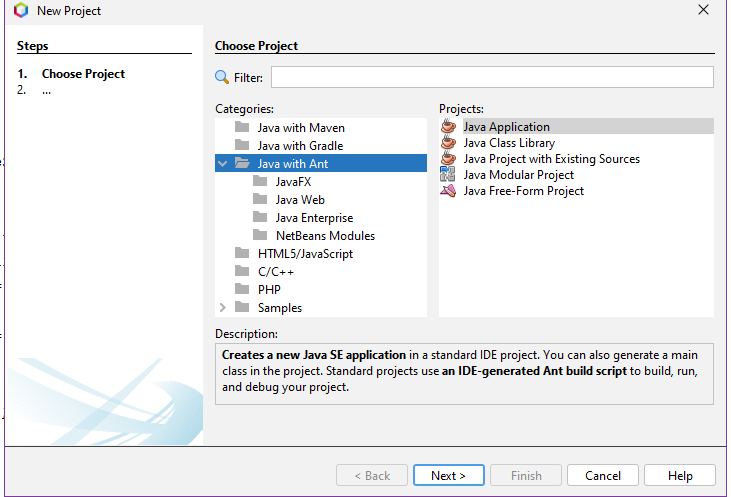 New Project
Steps
1. Choose Project
2. ...
Choose Project
Filter:
Categories:
Java with Maven
Java with Gradle
Java with Ant
JavaFX
Java Web
Java Enterprise
NetBeans Modules
HTML5/JavaScript
C/C++
PHP
Samples
Projects:
Java Application
Java Class Library
Java Project with Existing Sources
Java Modular Project
Java Free-Form Project
Description:
Creates a new Java SE application in a standard IDE project. You can also generate a main
class in the project. Standard projects use an IDE-generated Ant build script to build, run,
and debug your project.
< Back
Next >
Finish
Cancel
Help